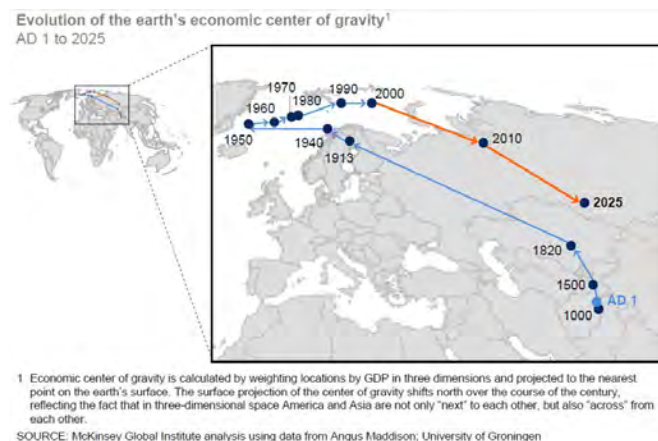 Evolution of the earth's economic center of gravity1
AD 1 to 2025
1950
1960
1970
1980
1990
2000
1940
1913
2010
2025
1820
1500
AD 1
1000
1 Economic center of gravity is calculated by weighting locations by GDP in three dimensions and projected to the nearest
point on the earth's surface. The surface projection of the center of gravity shifts north over the course of the century,
reflecting the fact that in three-dimensional space America and Asia are not only "next" to each other, but also "across" from
each other.
SOURCE: McKinsey Global Institute analysis using data from Angus Maddison; University of Groningen